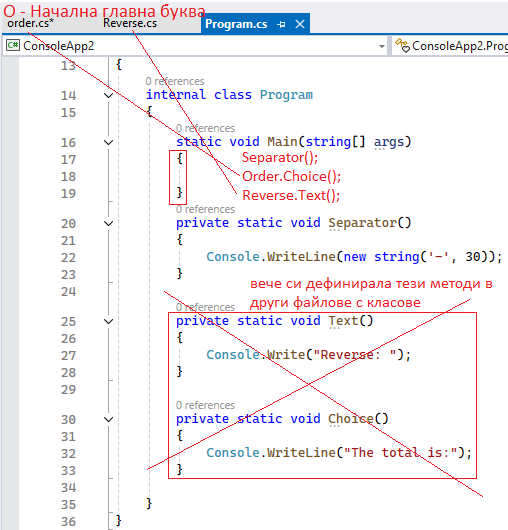 О - Начална главна буква
order.cs* Reverse.cs Program.cs
C# ConsoleApp2 ConsoleApp2.Prog
13 {
0 references
14 internal class Program
15 {
0 references
16 static void Main(string[] args)
17 { Separator();
18 Order.Choice();
19 } Reverse.Text();
0 references
20 private static void Separator()
21 {
22 Console.WriteLine(new string('-', 30));
23 }
24 вече си дефинирала тези методи в
други файлове с класове
0 references
25 private static void Text()
26 {
27 Console.Write("Reverse: ");
28 }
29
0 references
30 private static void Choice()
31 {
32 Console.WriteLine("The total is:");
33 }
34
35 }
36 }